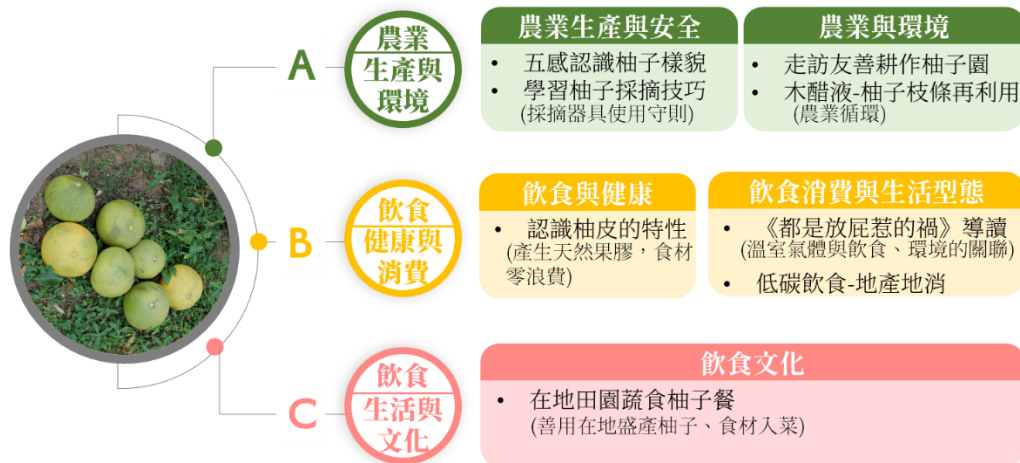 A
農業
生產與
環境
農業生產與安全
• 五感認識柚子樣貌
• 學習柚子採摘技巧
(採摘器具使用守則)
農業與環境
• 走訪友善耕作柚子園
• 木醋液-柚子枝條再利用
(農業循環)
B
飲食
健康與
消費
飲食與健康
• 認識柚皮的特性
(產生天然果膠，食材
零浪費)
飲食消費與生活型態
• 《都是放屁惹的禍》導讀
(溫室氣體與飲食、環境的關聯)
• 低碳飲食-地產地消
C
飲食
生活與
文化
飲食文化
• 在地田園蔬食柚子餐
(善用在地盛產柚子、食材入菜)